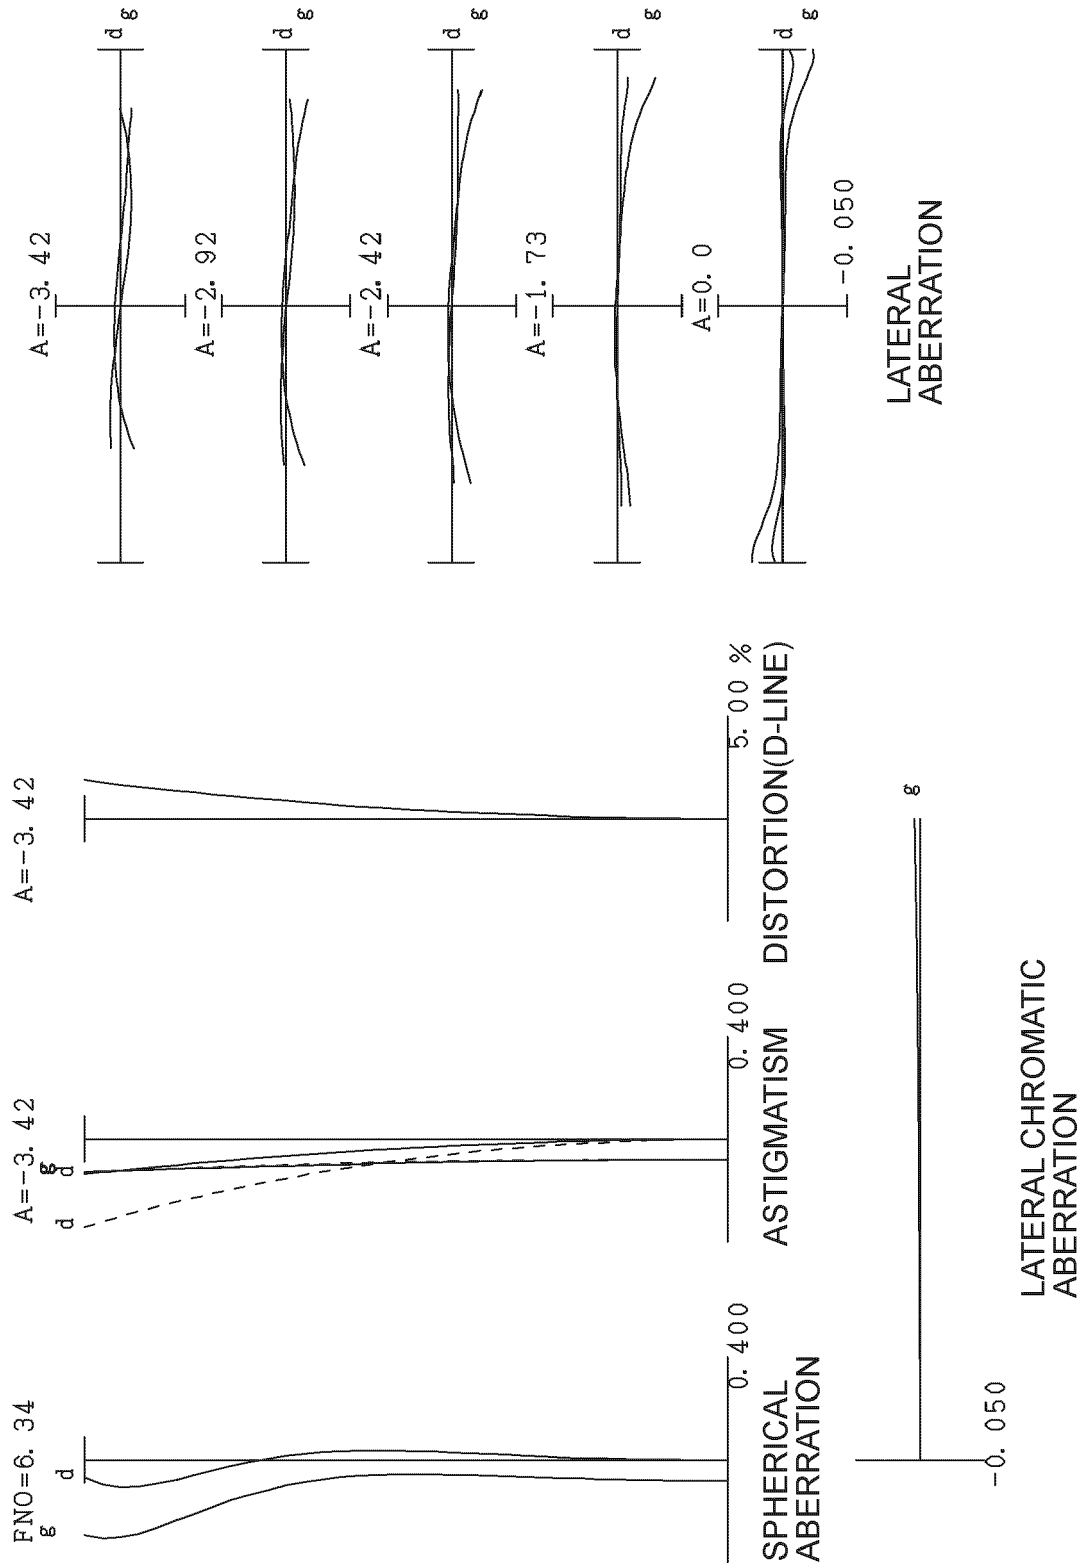 FNO=6. 34
g
d
0. 400
SPHERICAL
ABERRATION
A=-3. 42
d
g
d
0. 400
ASTIGMATISM
A=-3. 42
5. 00 %
DISTORTION(D-LINE)
g
-0. 050
LATERAL CHROMATIC
ABERRATION
A=-3. 42
d
g
A=-2. 92
d
g
A=-2. 42
d
g
A=-1. 73
d
g
A=0. 0
d
g
-0. 050
LATERAL
ABERRATION